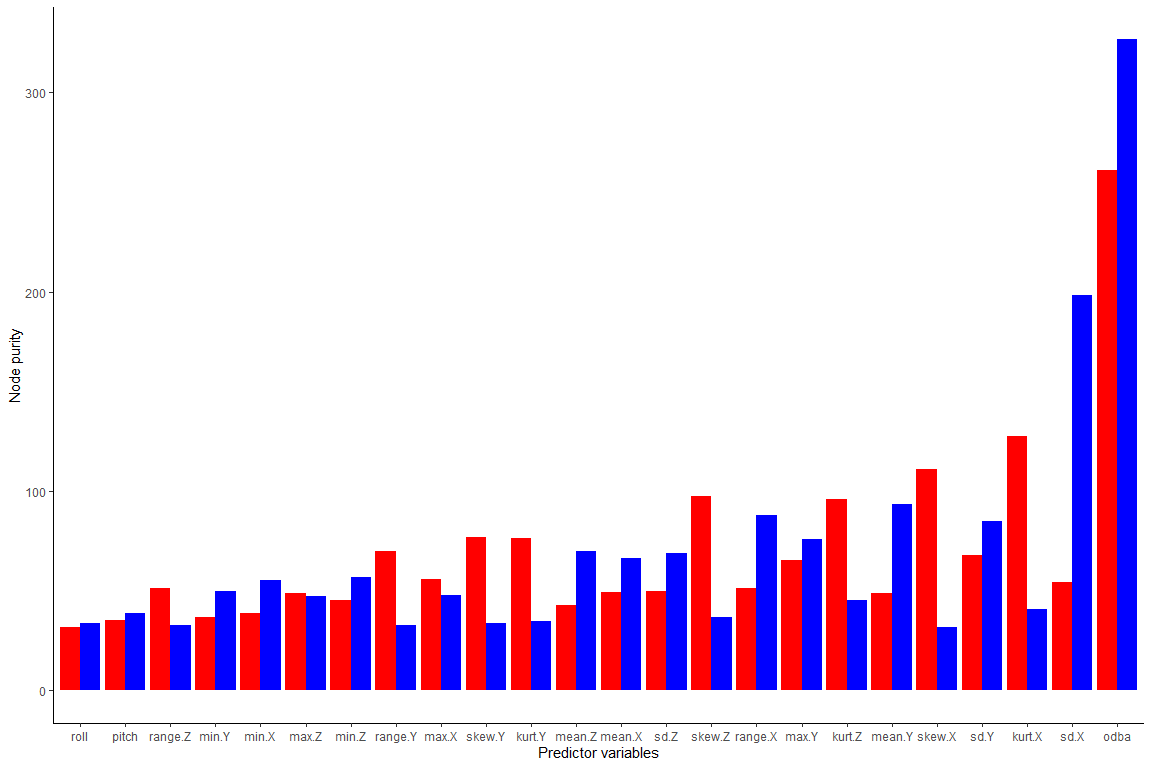 Node purity
300
200
100
0
roll pitch range.Z min.Y min.X max.Z min.Z range.Y max.X skew.Y kurt.Y mean.Z mean.X sd.Z skew.Z range.X max.Y kurt.Z mean.Y skew.X sd.Y kurt.X sd.X odba
Predictor variables